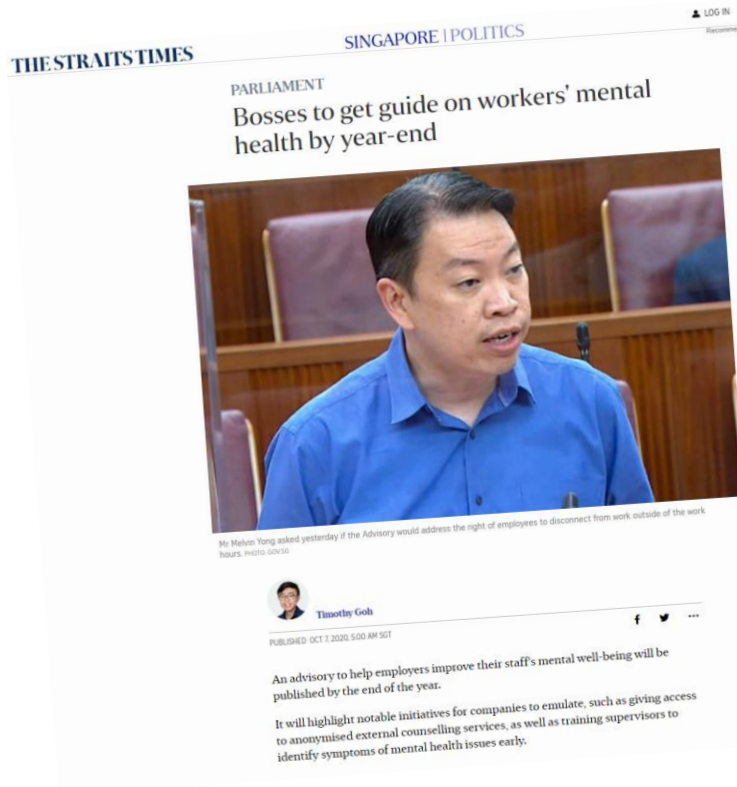 LOG IN
THE STRAITS TIMES
SINGAPORE | POLITICS
PARLIAMENT
Bosses to get guide on workers' mental
health by year-end
Mr Melvin Yong asked yesterday if the Advisory would address the right of employees to disconnect from work outside of the work
hours. PHOTO: GOV.SG
Timothy Goh
PUBLISHED OCT 7, 2020, 5:00 AM SGT
An advisory to help employers improve their staff's mental well-being will be
published by the end of the year.
It will highlight notable initiatives for companies to emulate, such as giving access
to anonymised external counselling services, as well as training supervisors to
identify symptoms of mental health issues early.